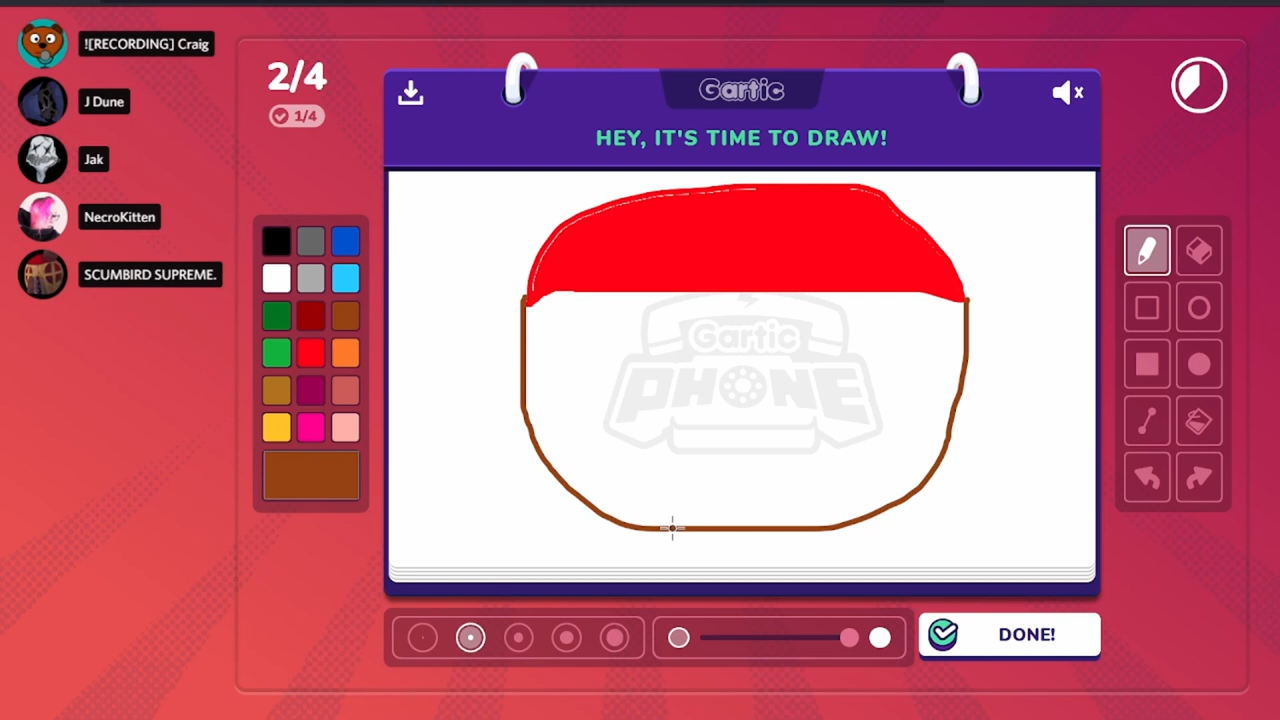 ![RECORDING] Craig
J Dune
Jak
NecroKitten
SCUMBIRD SUPREME.
2/4
1/4
Gartic
HEY, IT'S TIME TO DRAW!
Gartic
PHONE
DONE!